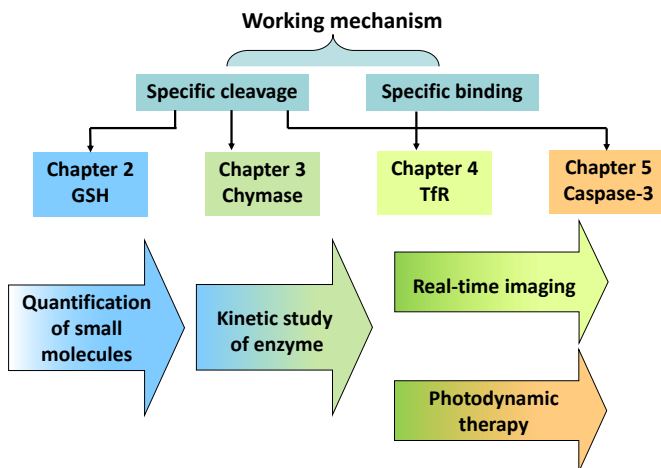 Working mechanism
Specific cleavage
Specific binding
Chapter 2
GSH
Chapter 3
Chymase
Chapter 4
TfR
Chapter 5
Caspase-3
Quantification
of small
molecules
Kinetic study
of enzyme
Real-time imaging
Photodynamic
therapy